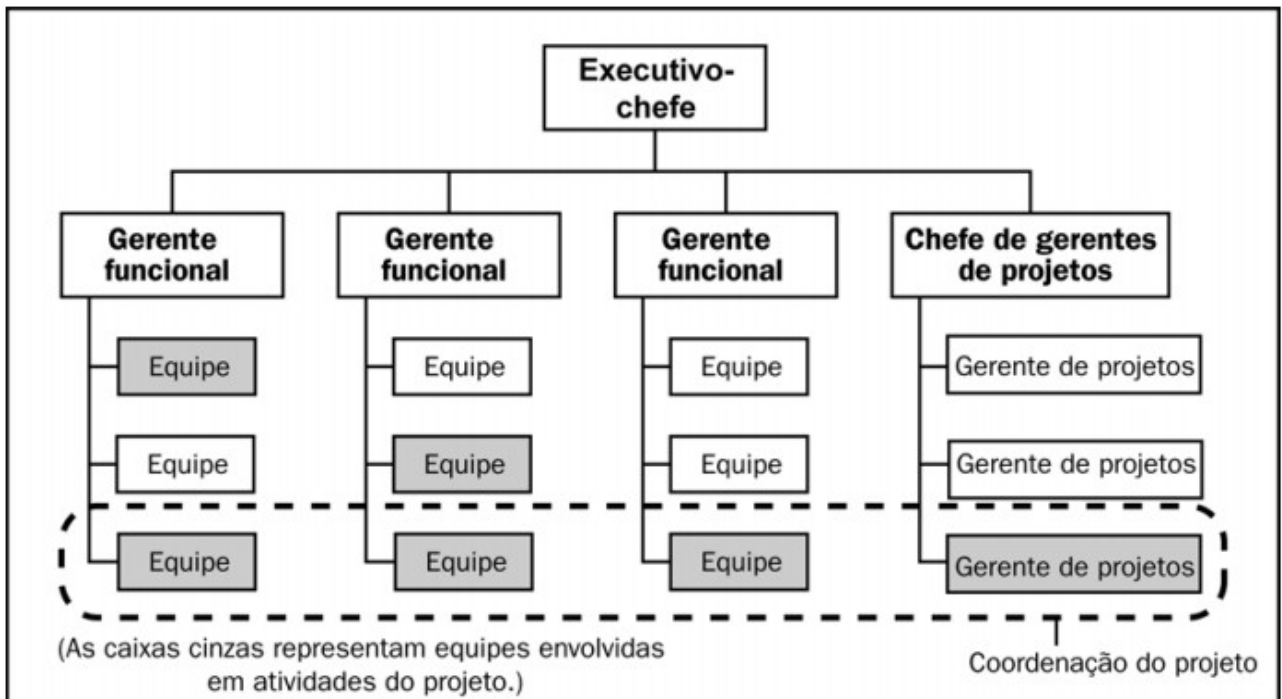 Executivo-
chefe
Gerente
funcional
Gerente
funcional
Gerente
funcional
Chefe de gerentes
de projetos
Equipe
Equipe
Equipe
Gerente de projetos
Equipe
Equipe
Equipe
Gerente de projetos
Equipe
Equipe
Equipe
Gerente de projetos
(As caixas cinzas representam equipes envolvidas
em atividades do projeto.)
Coordenação do projeto